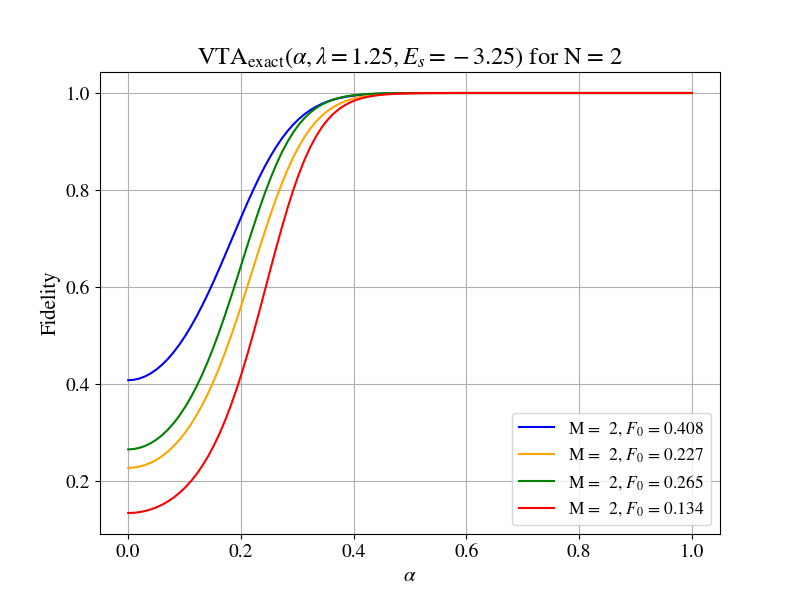 VTA_exact(α, λ = 1.25, E_s = −3.25) for N = 2
Fidelity
1.0
0.8
0.6
0.4
0.2
0.0 0.2 0.4 0.6 0.8 1.0
α
M = 2, F_0 = 0.408
M = 2, F_0 = 0.227
M = 2, F_0 = 0.265
M = 2, F_0 = 0.134